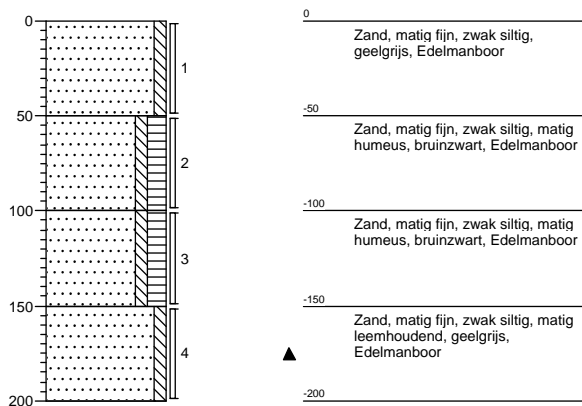 0
0
Zand, matig fijn, zwak siltig,
geelgrijs, Edelmanboor
1
50
-50
Zand, matig fijn, zwak siltig, matig
humeus, bruinzwart, Edelmanboor
2
100
-100
Zand, matig fijn, zwak siltig, matig
humeus, bruinzwart, Edelmanboor
3
150
-150
Zand, matig fijn, zwak siltig, matig
leemhoudend, geelgrijs,
Edelmanboor
4
200
-200